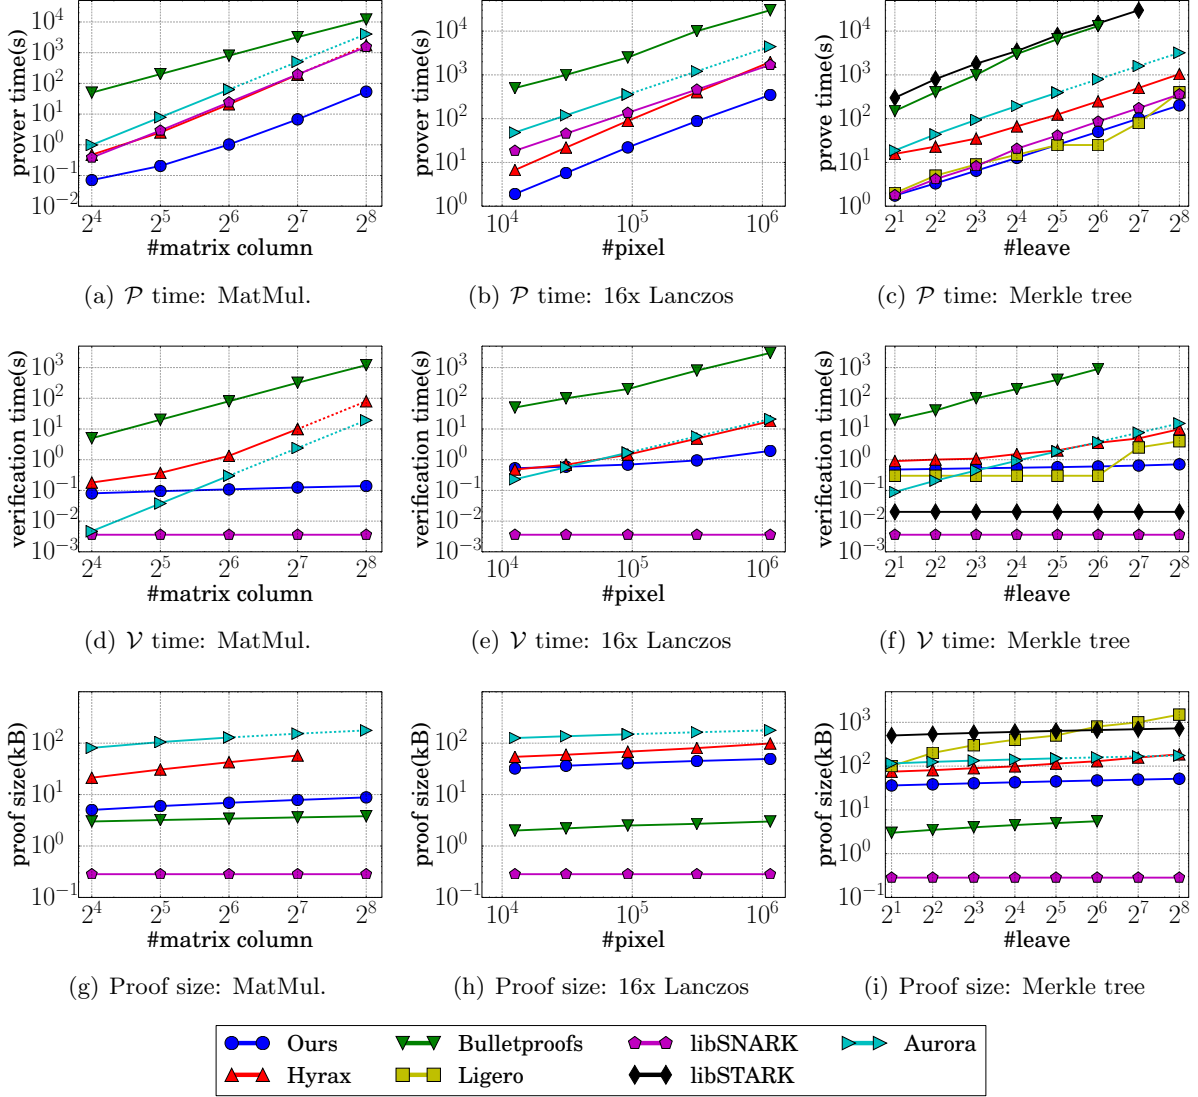 prover time(s)
10^4
10^3
10^2
10^1
10^0
10^-1
10^-2
2^4 2^5 2^6 2^7 2^8
#matrix column
(a) P time: MatMul.
prover time(s)
10^4
10^3
10^2
10^1
10^0
10^4 10^5 10^6
#pixel
(b) P time: 16x Lanczos
prove time(s)
10^4
10^3
10^2
10^1
10^0
2^1 2^2 2^3 2^4 2^5 2^6 2^7 2^8
#leave
(c) P time: Merkle tree
verification time(s)
10^3
10^2
10^1
10^0
10^-1
10^-2
10^-3
2^4 2^5 2^6 2^7 2^8
#matrix column
(d) V time: MatMul.
verification time(s)
10^3
10^2
10^1
10^0
10^-1
10^-2
10^-3
10^4 10^5 10^6
#pixel
(e) V time: 16x Lanczos
verification time(s)
10^3
10^2
10^1
10^0
10^-1
10^-2
10^-3
2^1 2^2 2^3 2^4 2^5 2^6 2^7 2^8
#leave
(f) V time: Merkle tree
proof size(kB)
10^2
10^1
10^0
10^-1
2^4 2^5 2^6 2^7 2^8
#matrix column
(g) Proof size: MatMul.
proof size(kB)
10^2
10^1
10^0
10^-1
10^4 10^5 10^6
#pixel
(h) Proof size: 16x Lanczos
proof size(kB)
10^3
10^2
10^1
10^0
10^-1
2^1 2^2 2^3 2^4 2^5 2^6 2^7 2^8
#leave
(i) Proof size: Merkle tree
Ours Bulletproofs libSNARK Aurora
Hyrax Ligero libSTARK